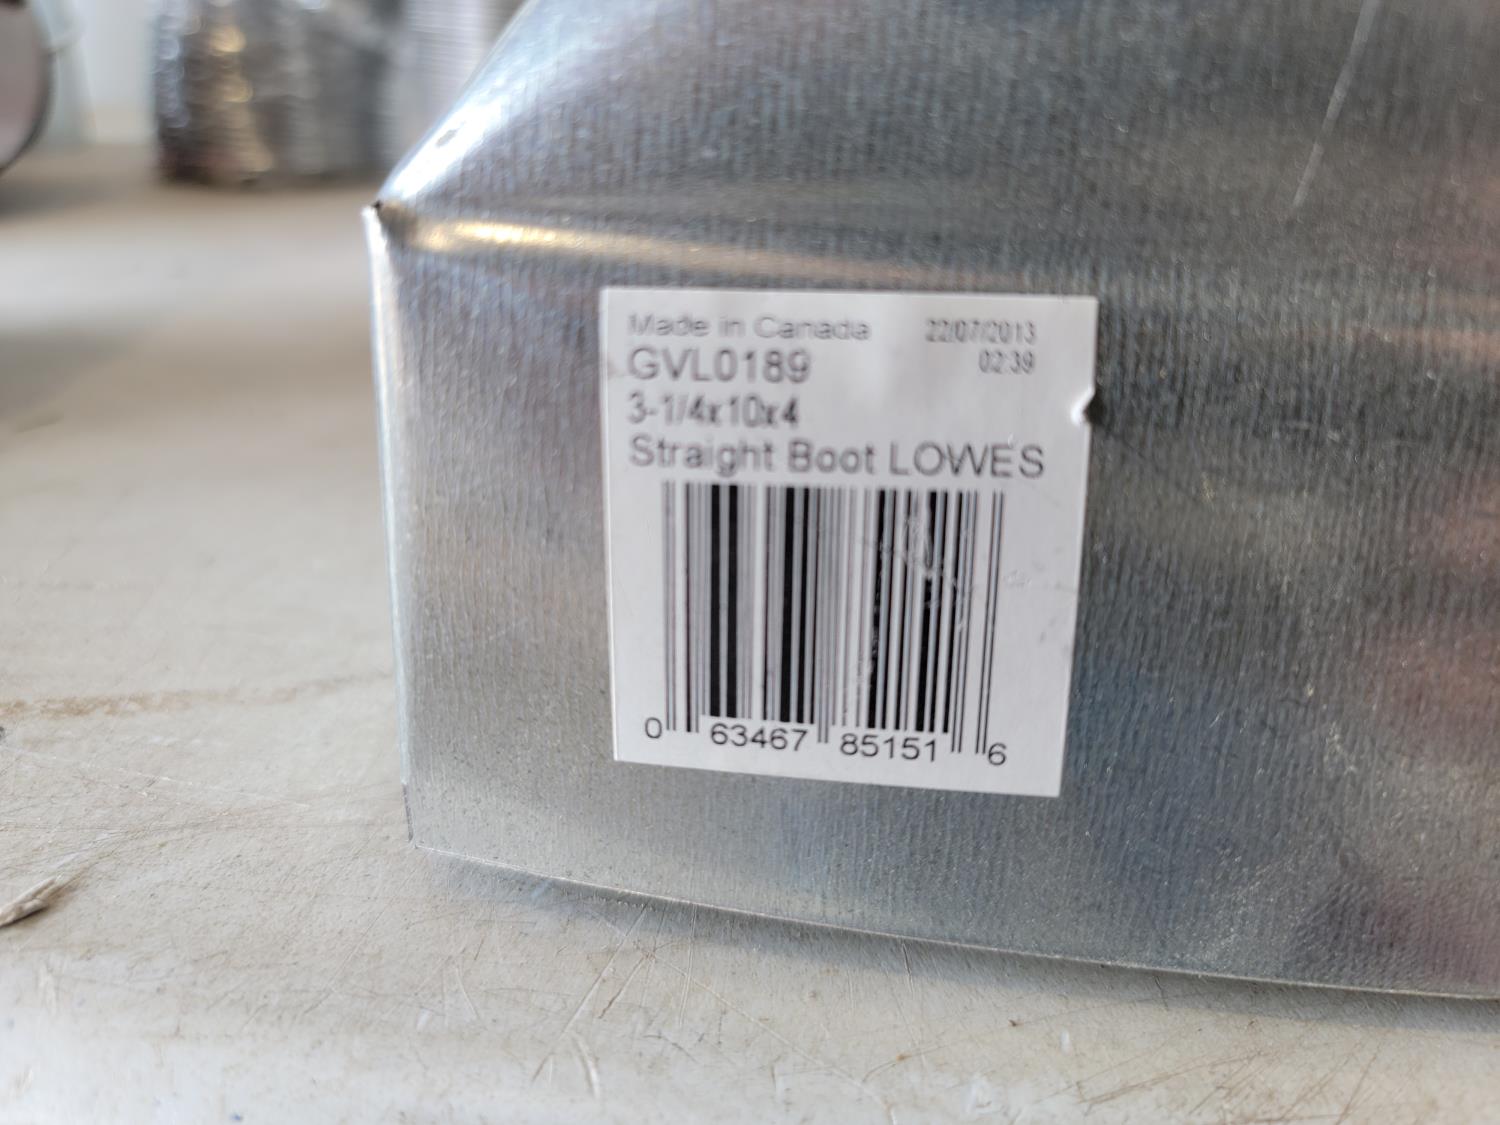 Made in Canada 22/07/2013
GVL0189 02:39
3-1/4x10x4
Straight Boot LOWES
0 63467 85151 6